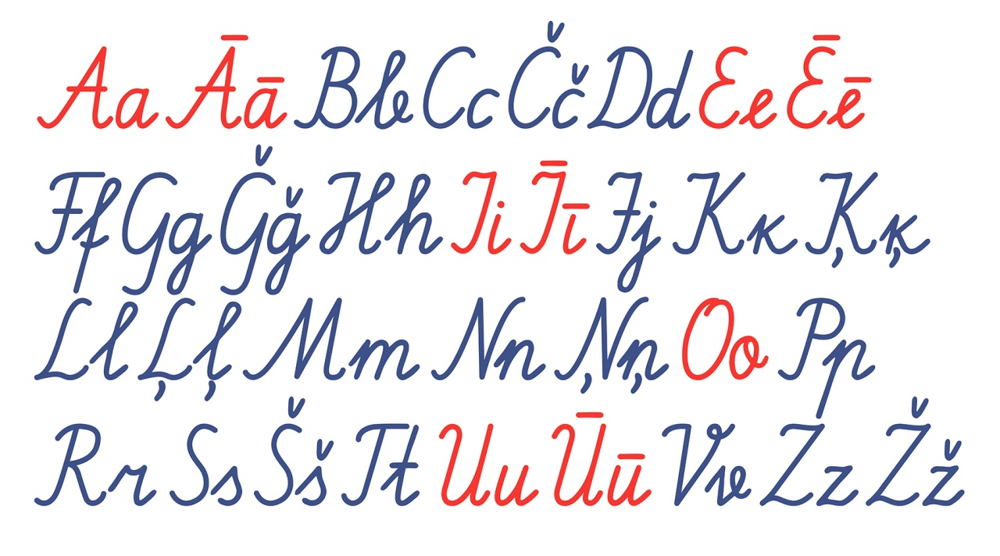 Aa Āā Bb Cc Čč Dd Ee Ēē
Ff Gg Ǧǧ Hh Ii Īī Jj Kk Ķķ
Ll Ļļ Mm Nn Ņņ Oo Pp
Rr Ss Šš Tt Uu Ūū Vv Zz Žž